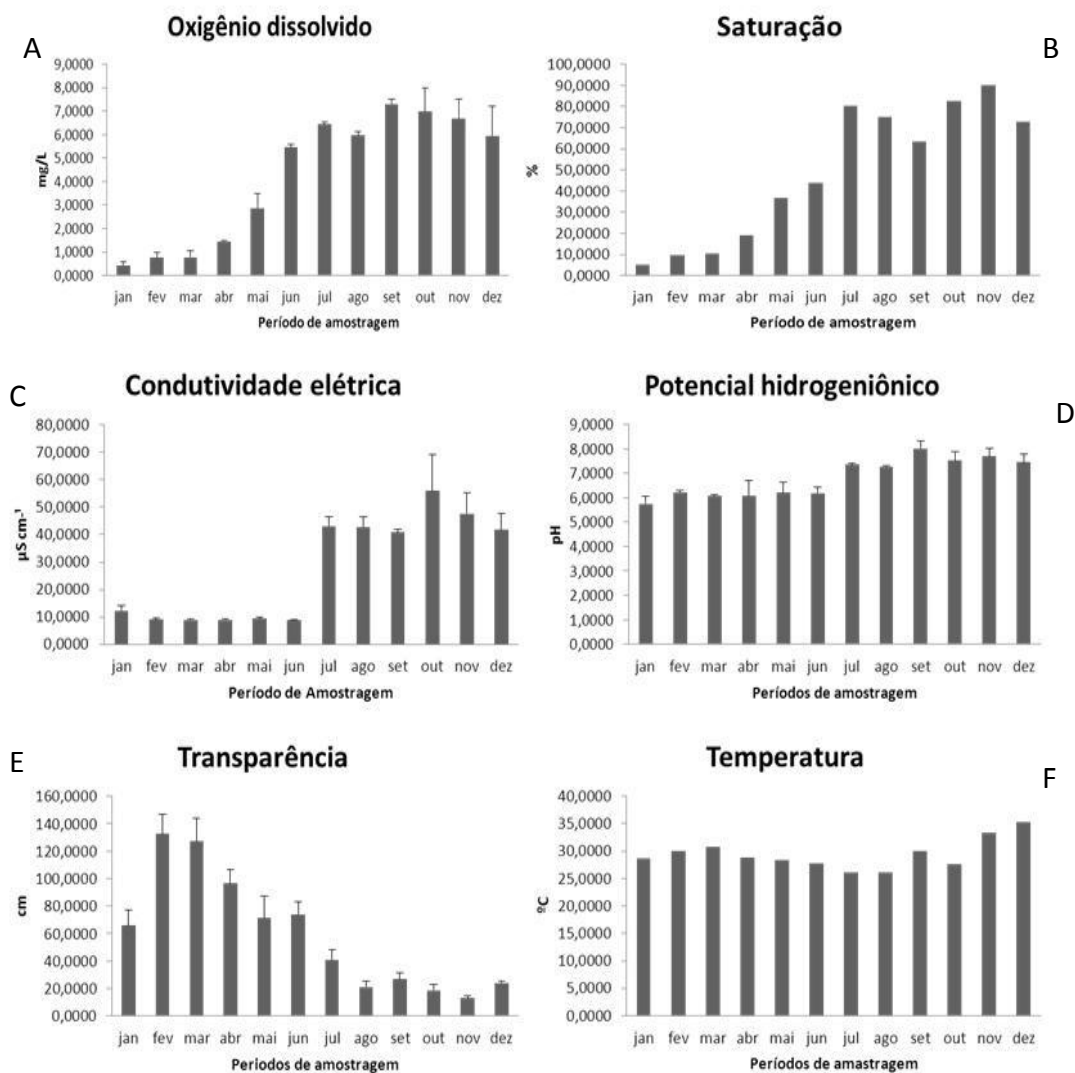 A
Oxigênio dissolvido
9,0000
8,0000
7,0000
6,0000
5,0000
4,0000
3,0000
2,0000
1,0000
0,0000
mg/L
jan fev mar abr mai jun jul ago set out nov dez
Período de amostragem
Saturação
B
100,0000
90,0000
80,0000
70,0000
60,0000
50,0000
40,0000
30,0000
20,0000
10,0000
0,0000
%
jan fev mar abr mai jun jul ago set out nov dez
Período de amostragem
C
Condutividade elétrica
80,0000
70,0000
60,0000
50,0000
40,0000
30,0000
20,0000
10,0000
0,0000
µS cm-¹
jan fev mar abr mai jun jul ago set out nov dez
Período de Amostragem
Potencial hidrogeniônico
D
9,0000
8,0000
7,0000
6,0000
5,0000
4,0000
3,0000
2,0000
1,0000
0,0000
pH
jan fev mar abr mai jun jul ago set out nov dez
Períodos de amostragem
E
Transparência
160,0000
140,0000
120,0000
100,0000
80,0000
60,0000
40,0000
20,0000
0,0000
cm
jan fev mar abr mai jun jul ago set out nov dez
Periodos de amostragem
Temperatura
F
40,0000
35,0000
30,0000
25,0000
20,0000
15,0000
10,0000
5,0000
0,0000
ºC
jan fev mar abr mai jun jul ago set out nov dez
Períodos de amastragem